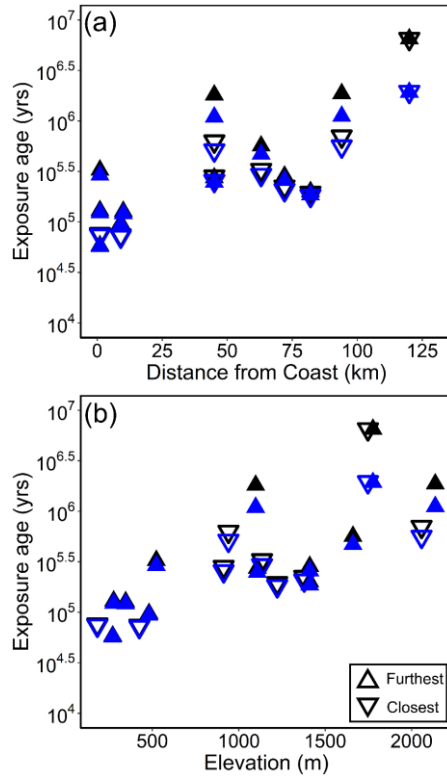 (a)
Exposure age (yrs)
10^7
10^6.5
10^6
10^5.5
10^5
10^4.5
10^4
0 25 50 75 100 125
Distance from Coast (km)
(b)
Exposure age (yrs)
10^7
10^6.5
10^6
10^5.5
10^5
10^4.5
10^4
Furthest
Closest
500 1000 1500 2000
Elevation (m)